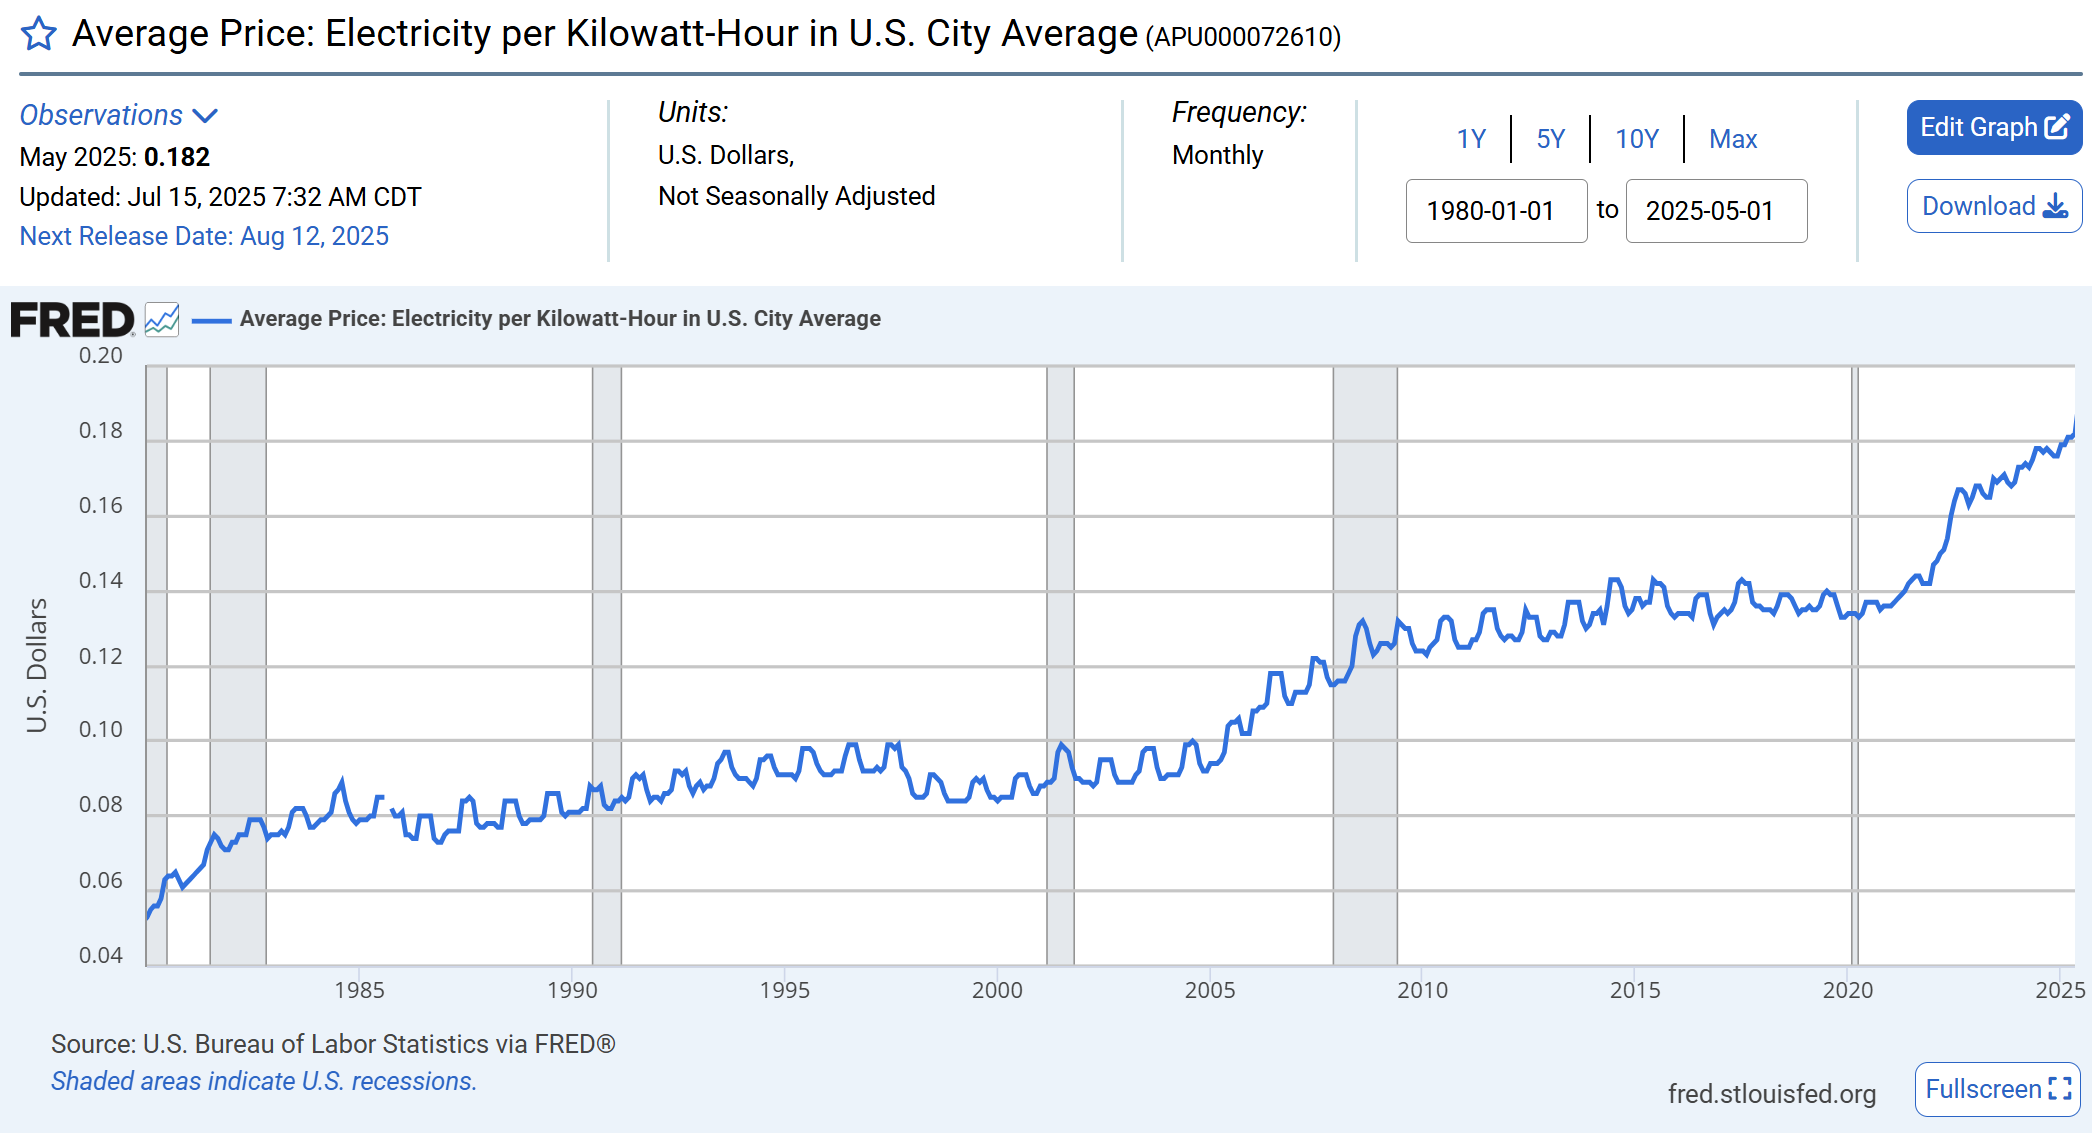 Average Price: Electricity per Kilowatt-Hour in U.S. City Average (APU000072610)
Observations
May 2025: 0.182
Updated: Jul 15, 2025 7:32 AM CDT
Next Release Date: Aug 12, 2025
Units:
U.S. Dollars,
Not Seasonally Adjusted
Frequency:
Monthly
1Y
5Y
10Y
Max
1980-01-01 to 2025-05-01
Edit Graph
Download
FRED
Average Price: Electricity per Kilowatt-Hour in U.S. City Average
0.20
0.18
0.16
0.14
0.12
0.10
0.08
0.06
0.04
U.S. Dollars
1985
1990
1995
2000
2005
2010
2015
2020
2025
Source: U.S. Bureau of Labor Statistics via FRED®
Shaded areas indicate U.S. recessions.
fred.stlouisfed.org
Fullscreen